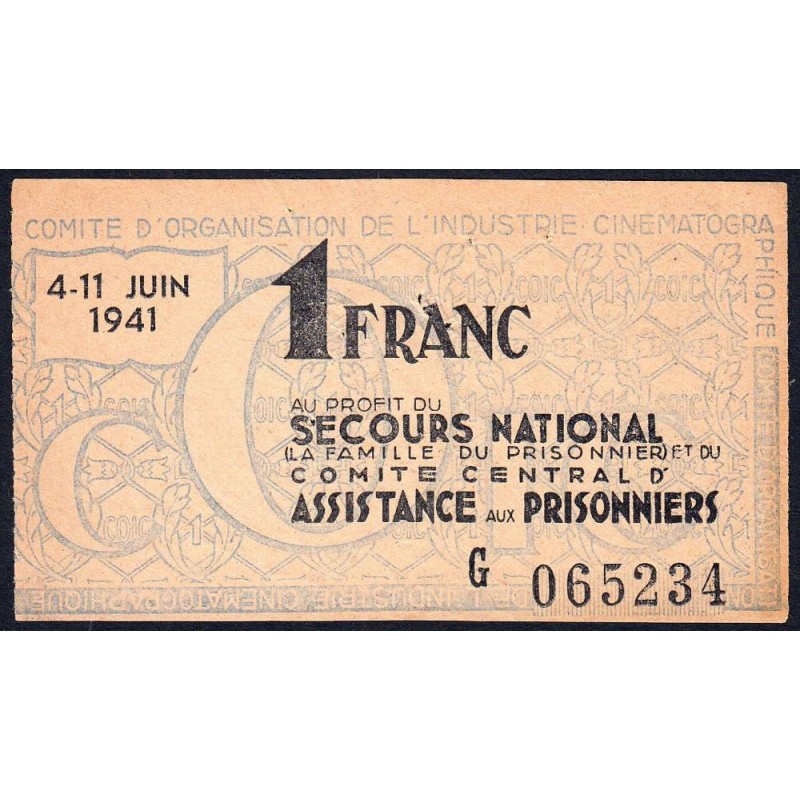 COMITE D'ORGANISATION DE L'INDUSTRIE CINEMATOGRAPHIQUE
4-11 JUIN
1941
1 FRANC
AU PROFIT DU
SECOURS NATIONAL
(LA FAMILLE DU PRISONNIER) ET DU
COMITE CENTRAL D'
ASSISTANCE AUX PRISONNIERS
G 065234
COIC